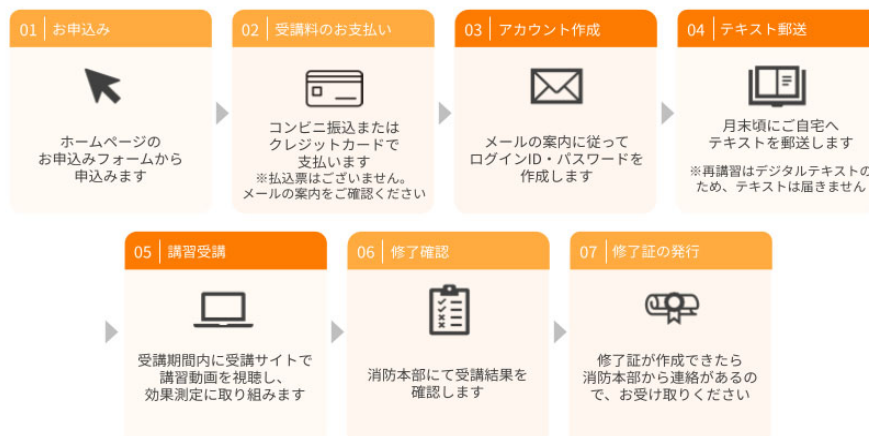 01 お申込み
ホームページの
お申込みフォームから
申込みます
02 受講料のお支払い
コンビニ振込または
クレジットカードで
支払います
※払込票はございません。
メールの案内をご確認ください
03 アカウント作成
メールの案内に従って
ログインID・パスワードを
作成します
04 テキスト郵送
月末頃にご自宅へ
テキストを郵送します
※再講習はデジタルテキストの
ため、テキストは届きません
05 講習受講
受講期間内に受講サイトで
講習動画を視聴し、
効果測定に取り組みます
06 修了確認
消防本部にて受講結果を
確認します
07 修了証の発行
修了証が作成できたら
消防本部から連絡があるの
で、お受け取りください